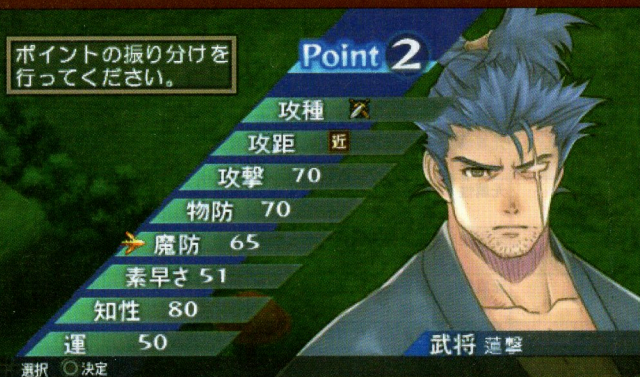 ポイントの振り分けを
行ってください。
Point 2
攻種
攻距 近
攻撃 70
物防 70
魔防 65
素早さ 51
知性 80
運 50
武将 蓮撃
選択 ○決定